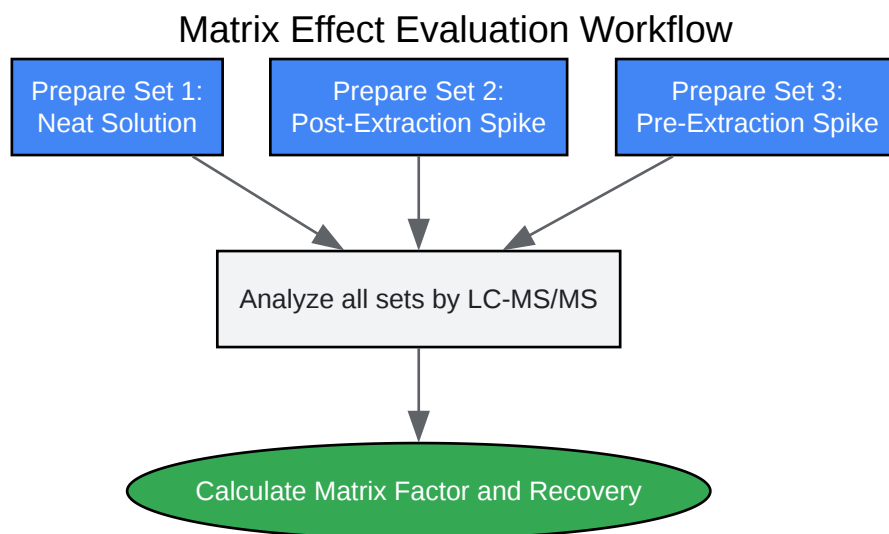 Matrix Effect Evaluation Workflow
Prepare Set 1:
Neat Solution
Prepare Set 2:
Post-Extraction Spike
Prepare Set 3:
Pre-Extraction Spike
Analyze all sets by LC-MS/MS
Calculate Matrix Factor and Recovery